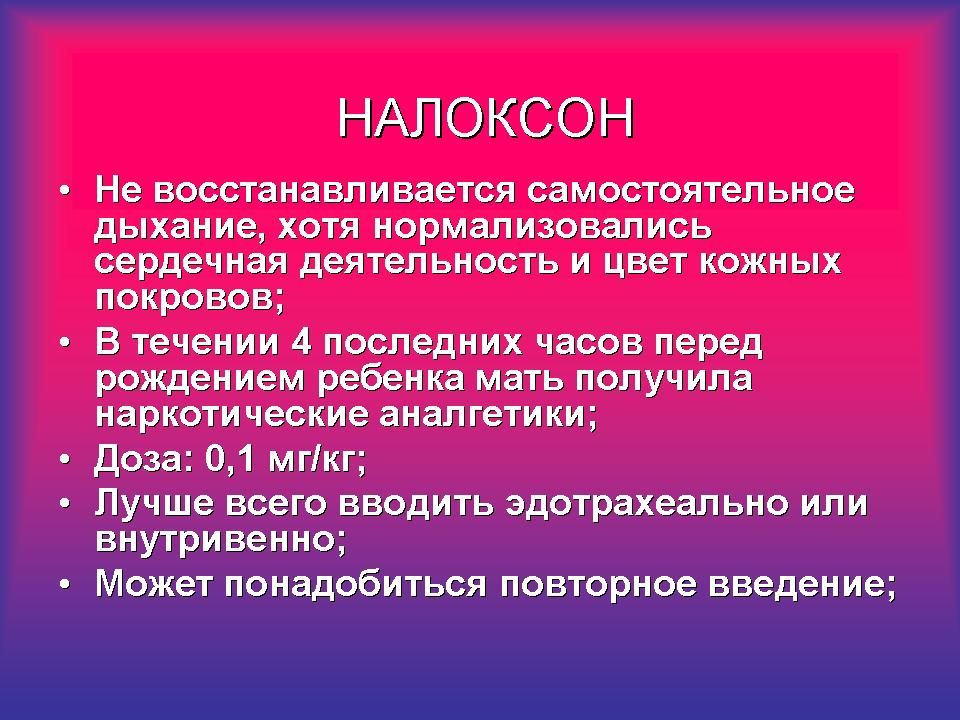 НАЛОКСОН
• Не восстанавливается самостоятельное
дыхание, хотя нормализовались
сердечная деятельность и цвет кожных
покровов;
• В течении 4 последних часов перед
рождением ребенка мать получила
наркотические аналгетики;
• Доза: 0,1 мг/кг;
• Лучше всего вводить эдотрахеально или
внутривенно;
• Может понадобиться повторное введение;